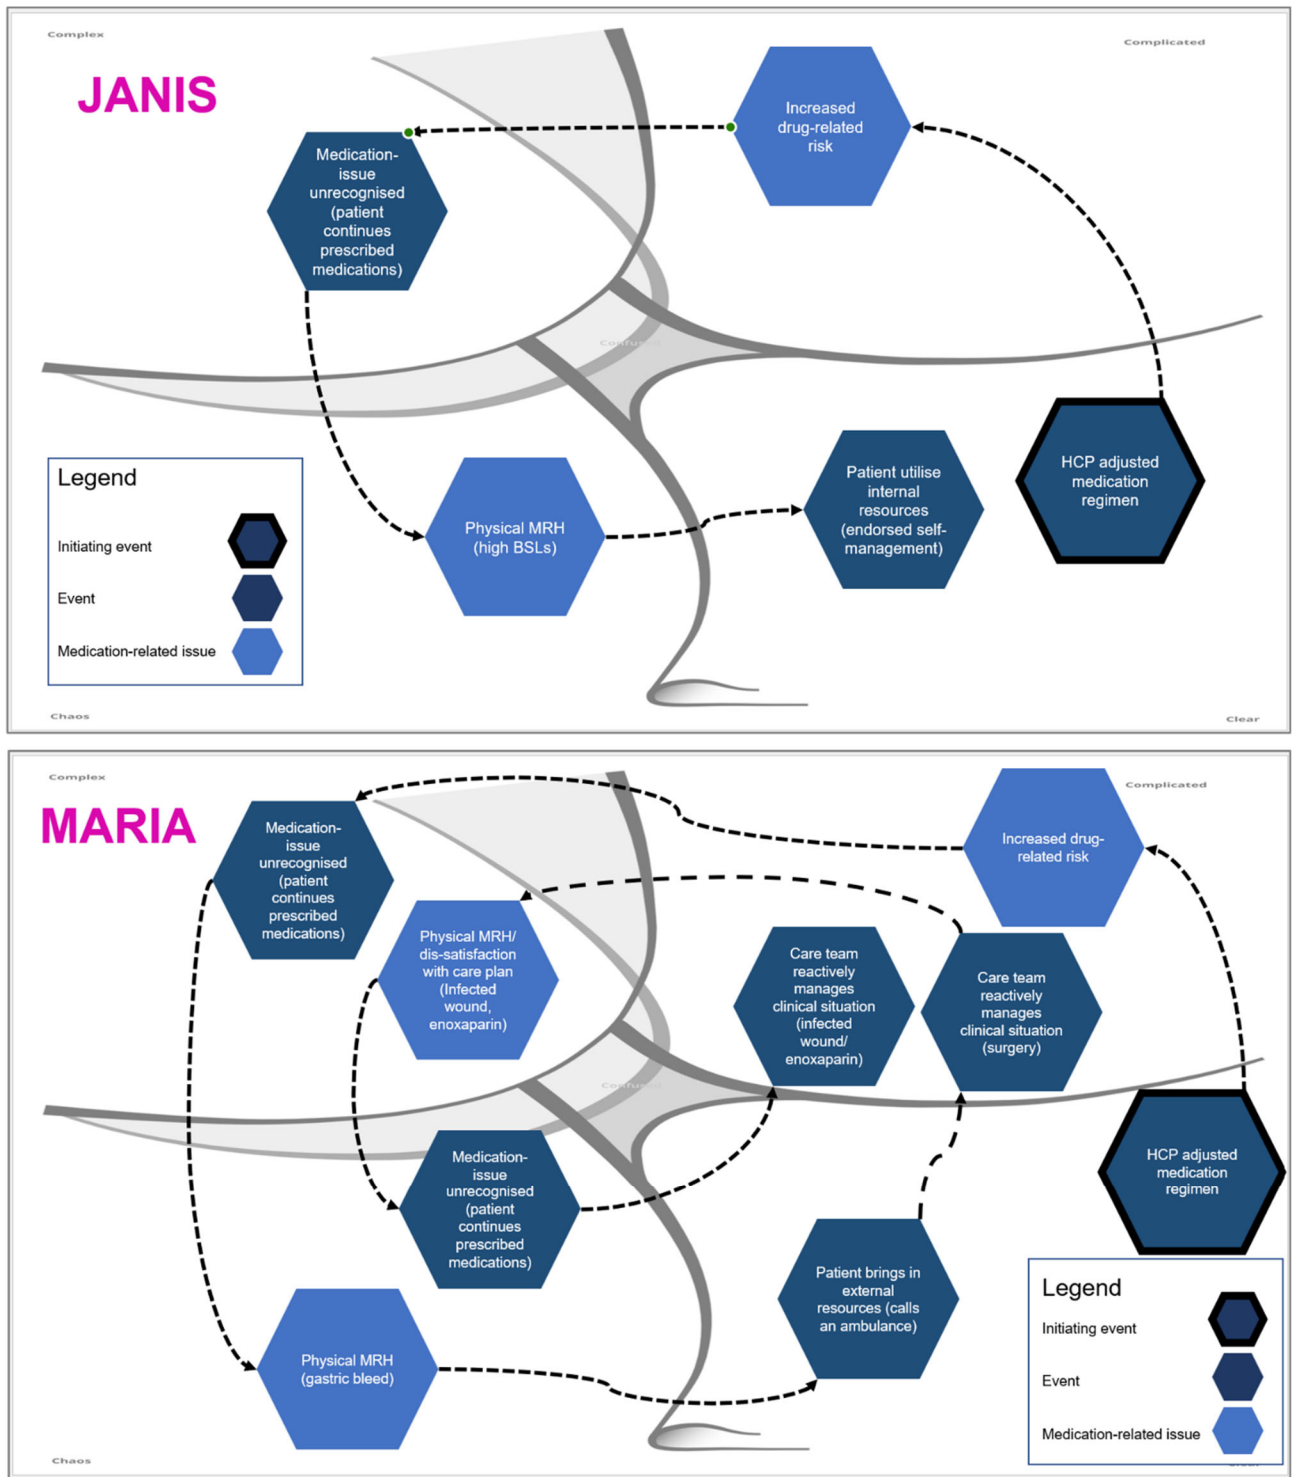 Complex
Complicated
JANIS
Increased
drug-related
risk
Medication-
issue
unrecognised
(patient
continues
prescribed
medications)
Confused
HCP adjusted
medication
regimen
Patient utilise
internal
resources
(endorsed self-
management)
Physical MRH
(high BSLs)
Legend
Initiating event
Event
Medication-related issue
Chaos
Clear
Complex
Complicated
MARIA
Medication-
issue
unrecognised
(patient
continues
prescribed
medications)
Increased drug-
related risk
Physical MRH/
dis-satisfaction
with care plan
(Infected
wound,
enoxaparin)
Care team
reactively
manages
clinical situation
(infected
wound/
enoxaparin)
Care team
reactively
manages
clinical situation
(surgery)
Confused
Medication-
issue
unrecognised
(patient
continues
prescribed
medications)
HCP adjusted
medication
regimen
Patient brings in
external
resources (calls
an ambulance)
Physical MRH
(gastric bleed)
Legend
Initiating event
Event
Medication-related issue
Chaos